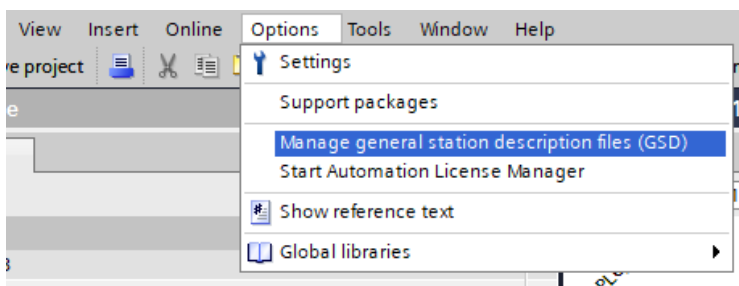 View Insert Online Options Tools Window Help
project
Settings
Support packages
Manage general station description files (GSD)
Start Automation License Manager
Show reference text
Global libraries